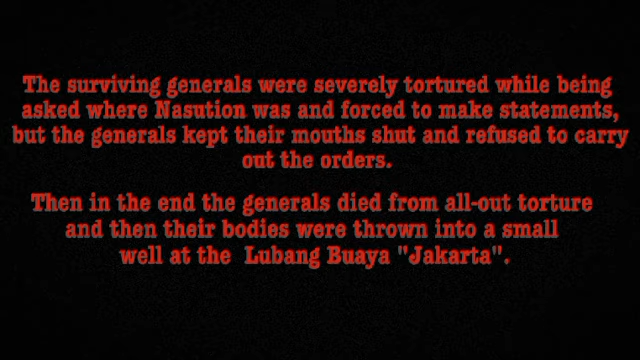 The surviving generals were severely tortured while being
asked where Nasution was and forced to make statements,
but the generals kept their mouths shut and refused to carry
out the orders.
Then in the end the generals died from all-out torture
and then their bodies were thrown into a small
well at the Lubang Buaya "Jakarta".